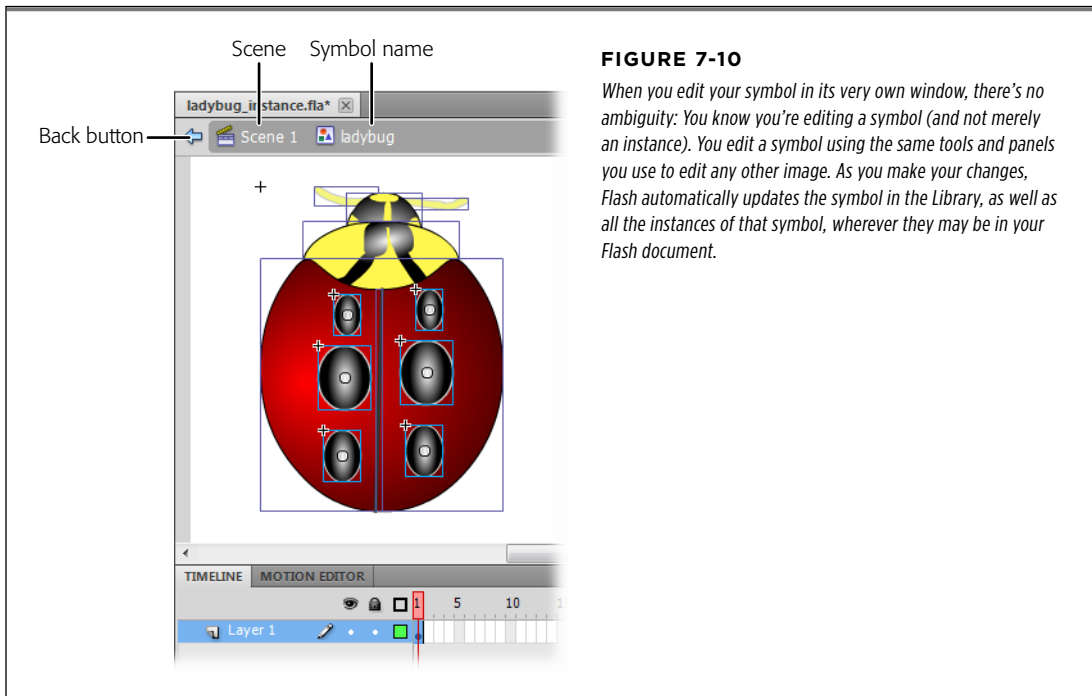 Scene Symbol name
Back button
ladybug_instance.fla*
Scene 1 ladybug
TIMELINE MOTION EDITOR
1 5 10
Layer 1
FIGURE 7-10
When you edit your symbol in its very own window, there's no
ambiguity: You know you're editing a symbol (and not merely
an instance). You edit a symbol using the same tools and panels
you use to edit any other image. As you make your changes,
Flash automatically updates the symbol in the Library, as well as
all the instances of that symbol, wherever they may be in your
Flash document.